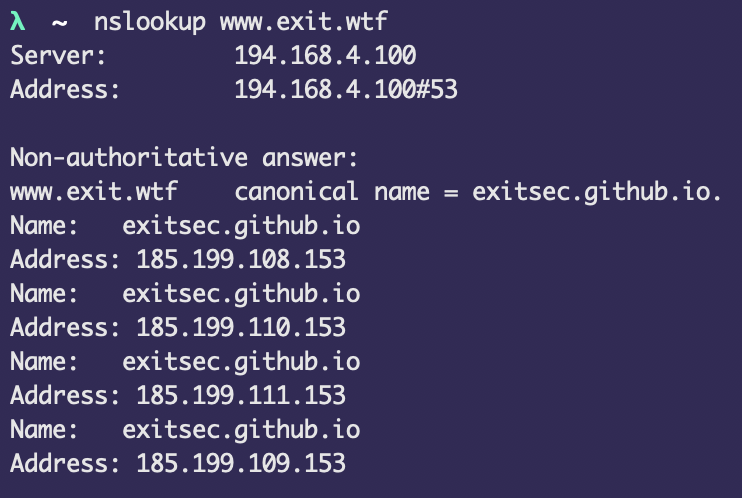 λ ~ nslookup www.exit.wtf
Server: 194.168.4.100
Address: 194.168.4.100#53
Non-authoritative answer:
www.exit.wtf canonical name = exitsec.github.io.
Name: exitsec.github.io
Address: 185.199.108.153
Name: exitsec.github.io
Address: 185.199.110.153
Name: exitsec.github.io
Address: 185.199.111.153
Name: exitsec.github.io
Address: 185.199.109.153